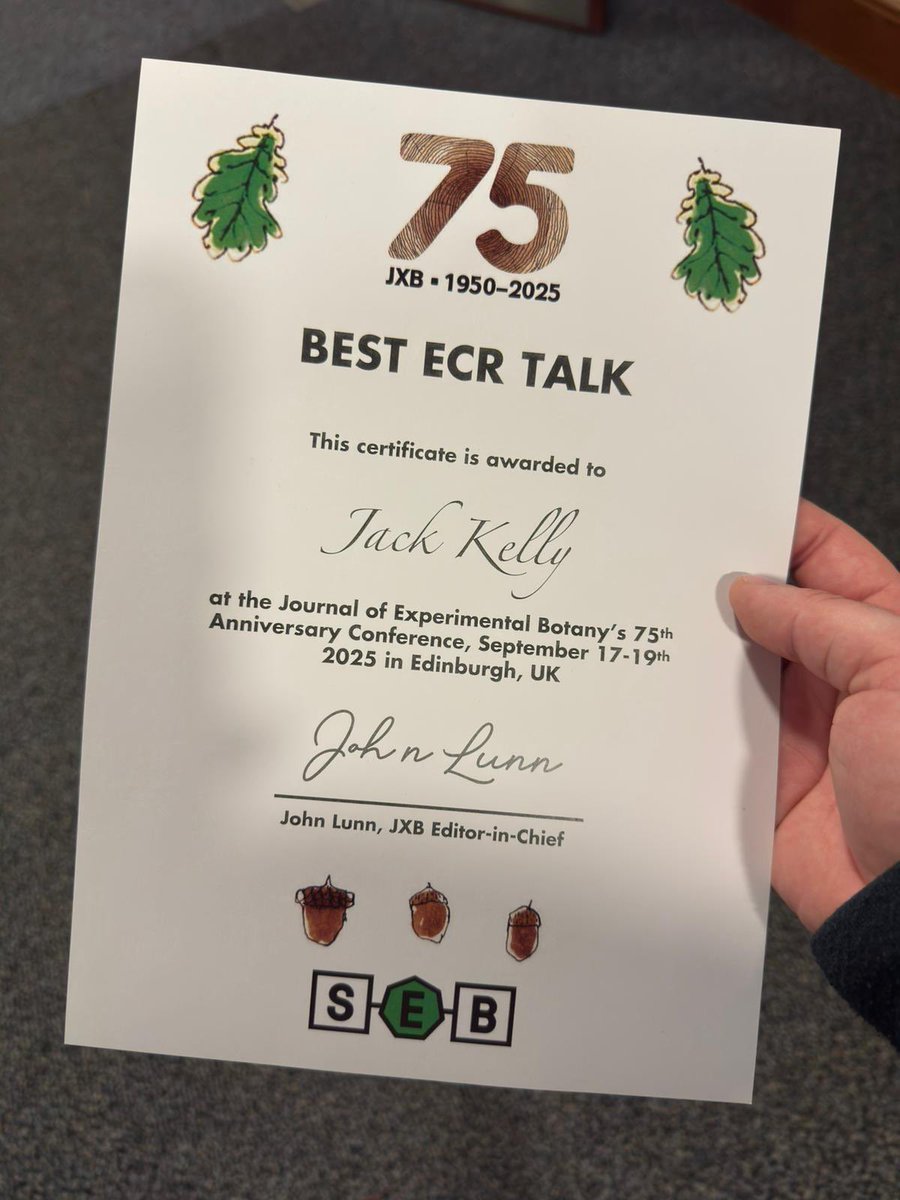 75
JXB ▪ 1950–2025
BEST ECR TALK
This certificate is awarded to
Jack Kelly
at the Journal of Experimental Botany's 75th
Anniversary Conference, September 17-19th
2025 in Edinburgh, UK
John Lunn
John Lunn, JXB Editor-in-Chief
SEB